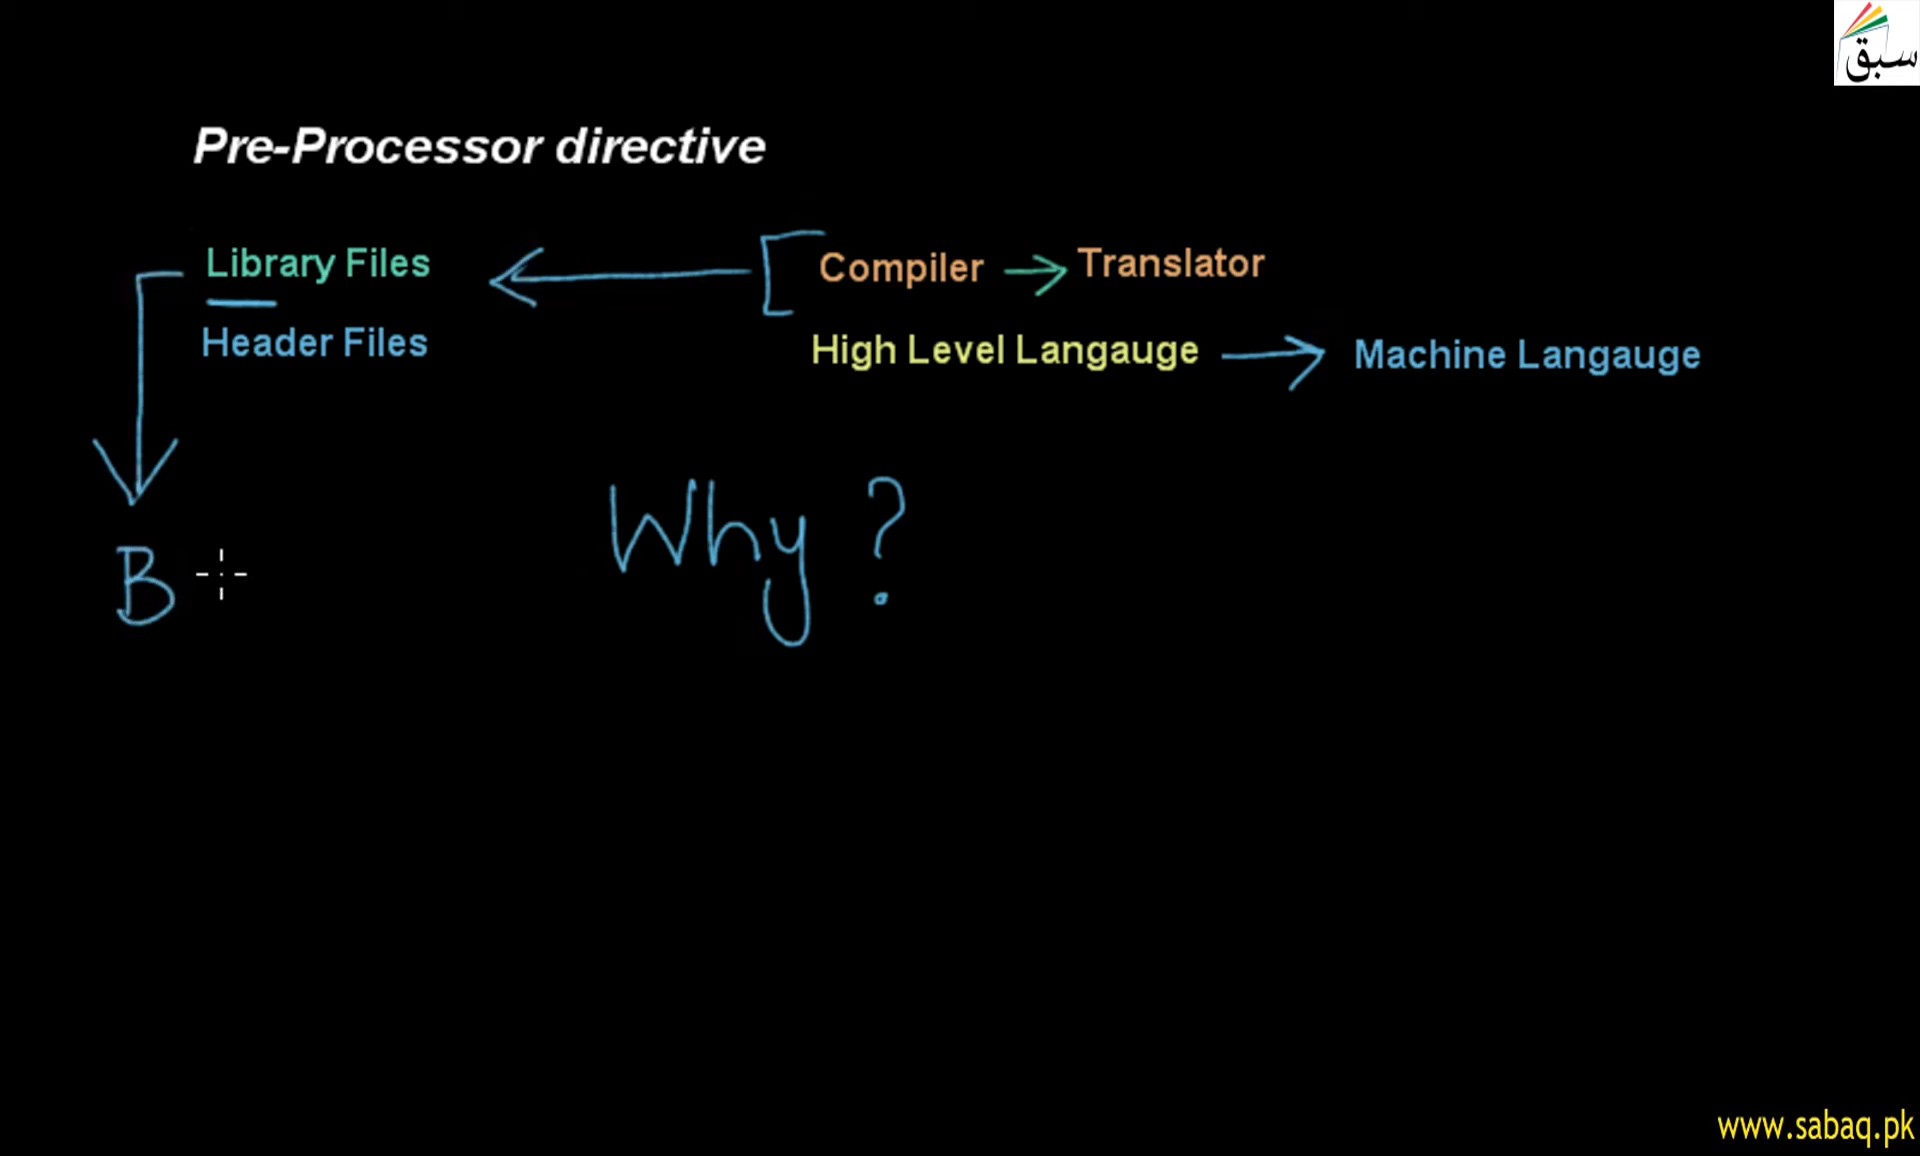 سبق
Pre-Processor directive
Library Files
Compiler → Translator
Header Files
High Level Langauge → Machine Langauge
Why ?
B
www.sabaq.pk